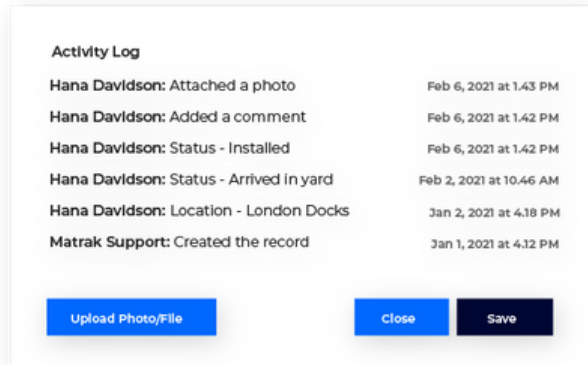 Activity Log
Hana Davidson: Attached a photo Feb 6, 2021 at 1.43 PM
Hana Davidson: Added a comment Feb 6, 2021 at 1.42 PM
Hana Davidson: Status - Installed Feb 6, 2021 at 1.42 PM
Hana Davidson: Status - Arrived in yard Feb 2, 2021 at 10.46 AM
Hana Davidson: Location - London Docks Jan 2, 2021 at 4.18 PM
Matrak Support: Created the record Jan 1, 2021 at 4.12 PM
Upload Photo/File Close Save